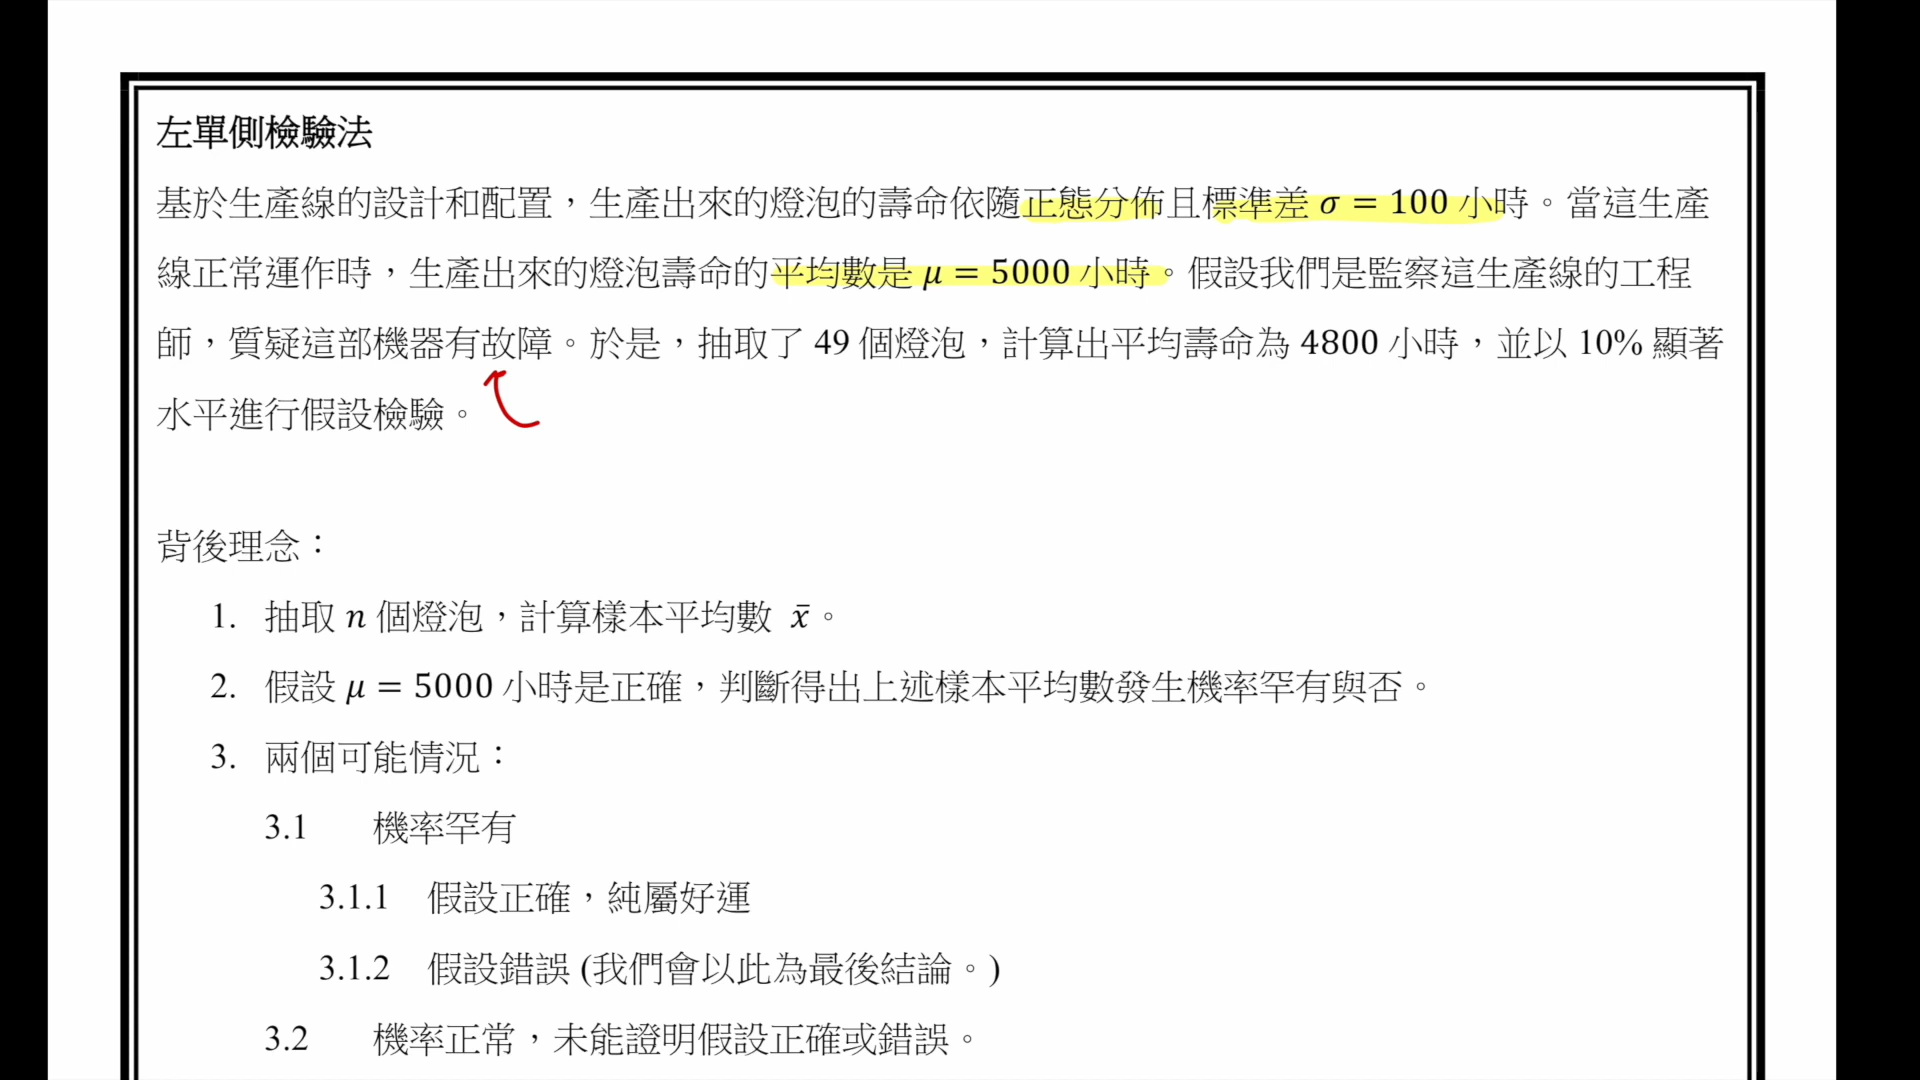 左單側檢驗法
基於生產線的設計和配置，生產出來的燈泡的壽命依隨正態分佈且標準差 σ = 100 小時。當這生產
線正常運作時，生產出來的燈泡壽命的平均數是 μ = 5000 小時。假設我們是監察這生產線的工程
師，質疑這部機器有故障。於是，抽取了 49 個燈泡，計算出平均壽命為 4800 小時，並以 10% 顯著
水平進行假設檢驗。
背後理念：
1. 抽取 n 個燈泡，計算樣本平均數 x̄。
2. 假設 μ = 5000 小時是正確，判斷得出上述樣本平均數發生機率罕有與否。
3. 兩個可能情況：
3.1 機率罕有
3.1.1 假設正確，純屬好運
3.1.2 假設錯誤 (我們會以此為最後結論。)
3.2 機率正常，未能證明假設正確或錯誤。